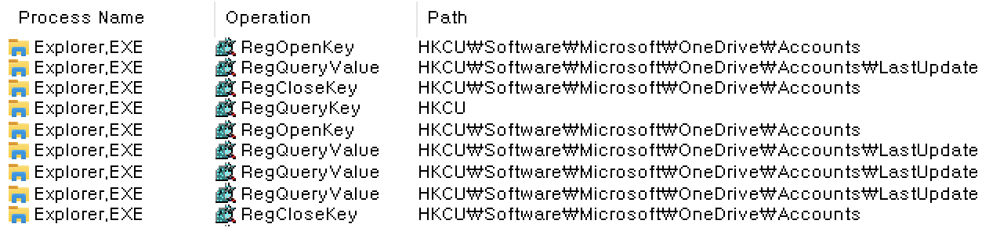 Process Name Operation Path
Explorer.EXE RegOpenKey HKCU₩Software₩Microsoft₩OneDrive₩Accounts
Explorer.EXE RegQueryValue HKCU₩Software₩Microsoft₩OneDrive₩Accounts₩LastUpdate
Explorer.EXE RegCloseKey HKCU₩Software₩Microsoft₩OneDrive₩Accounts
Explorer.EXE RegQueryKey HKCU
Explorer.EXE RegOpenKey HKCU₩Software₩Microsoft₩OneDrive₩Accounts
Explorer.EXE RegQueryValue HKCU₩Software₩Microsoft₩OneDrive₩Accounts₩LastUpdate
Explorer.EXE RegQueryValue HKCU₩Software₩Microsoft₩OneDrive₩Accounts₩LastUpdate
Explorer.EXE RegQueryValue HKCU₩Software₩Microsoft₩OneDrive₩Accounts₩LastUpdate
Explorer.EXE RegCloseKey HKCU₩Software₩Microsoft₩OneDrive₩Accounts